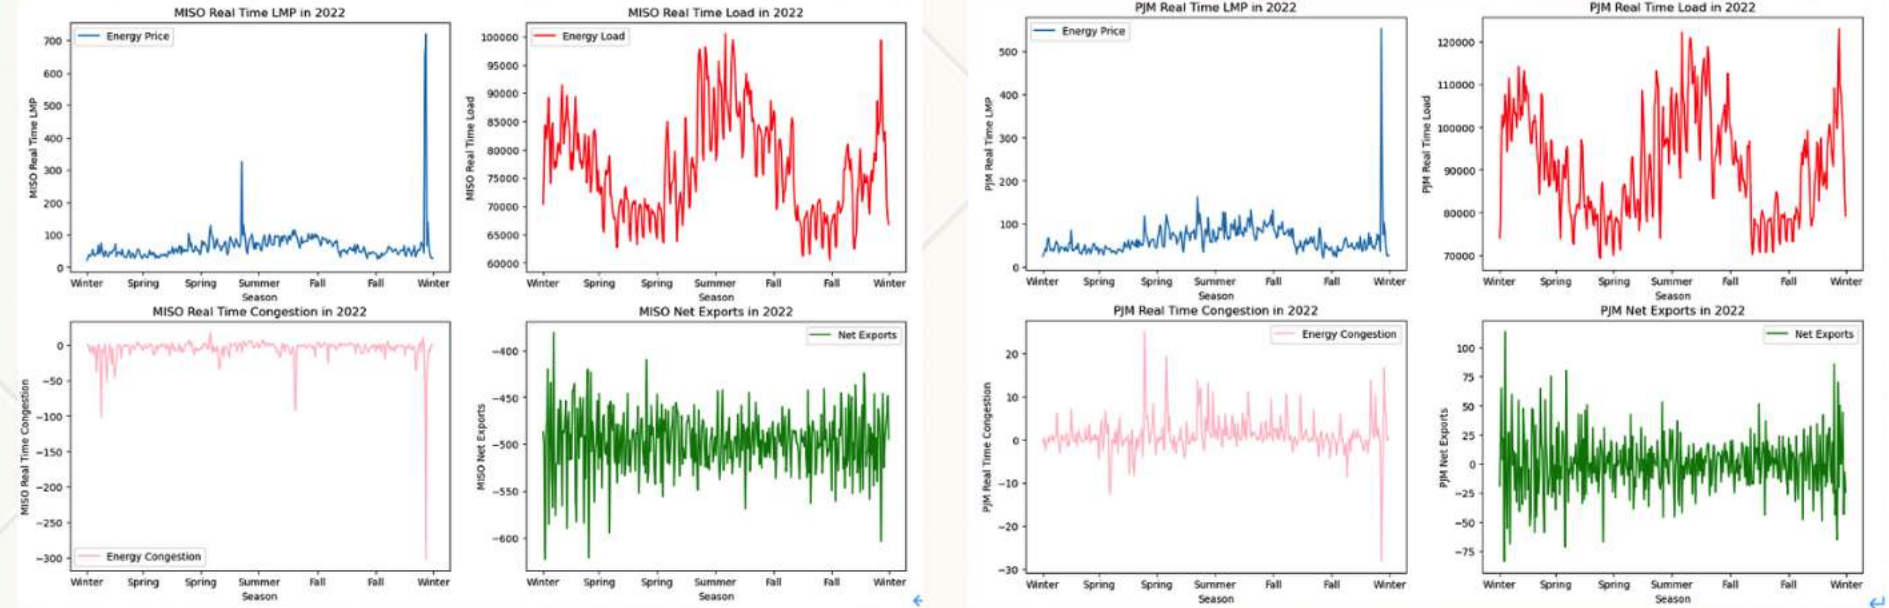 MISO Real Time LMP in 2022
Energy Price
MISO Real Time LMP
700
600
500
400
300
200
100
0
Winter Spring Spring Summer Fall Fall Winter
Season
MISO Real Time Load in 2022
Energy Load
MISO Real Time Load
100000
95000
90000
85000
80000
75000
70000
65000
60000
Winter Spring Spring Summer Fall Fall Winter
Season
PJM Real Time LMP in 2022
Energy Price
PJM Real Time LMP
500
400
300
200
100
0
Winter Spring Spring Summer Fall Fall Winter
Season
PJM Real Time Load in 2022
PJM Real Time Load
120000
110000
100000
90000
80000
70000
Winter Spring Spring Summer Fall Fall Winter
Season
MISO Real Time Congestion in 2022
MISO Real Time Congestion
0
−50
−100
−150
−200
−250
−300
Energy Congestion
Winter Spring Spring Summer Fall Fall Winter
Season
MISO Net Exports in 2022
Net Exports
MISO Net Exports
−400
−450
−500
−550
−600
Winter Spring Spring Summer Fall Fall Winter
Season
PJM Real Time Congestion in 2022
Energy Congestion
PJM Real Time Congestion
20
10
0
−10
−20
−30
Winter Spring Spring Summer Fall Fall Winter
Season
PJM Net Exports in 2022
Net Exports
PJM Net Exports
100
75
50
25
0
−25
−50
−75
Winter Spring Spring Summer Fall Fall Winter
Season